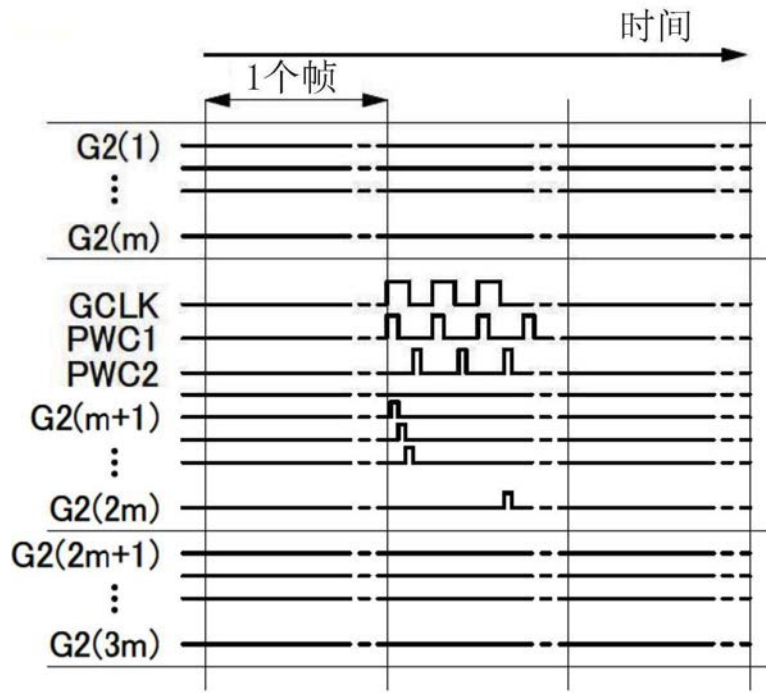 时间
1个帧
G2(1)
⋮
G2(m)
GCLK
PWC1
PWC2
G2(m+1)
⋮
G2(2m)
G2(2m+1)
⋮
G2(3m)